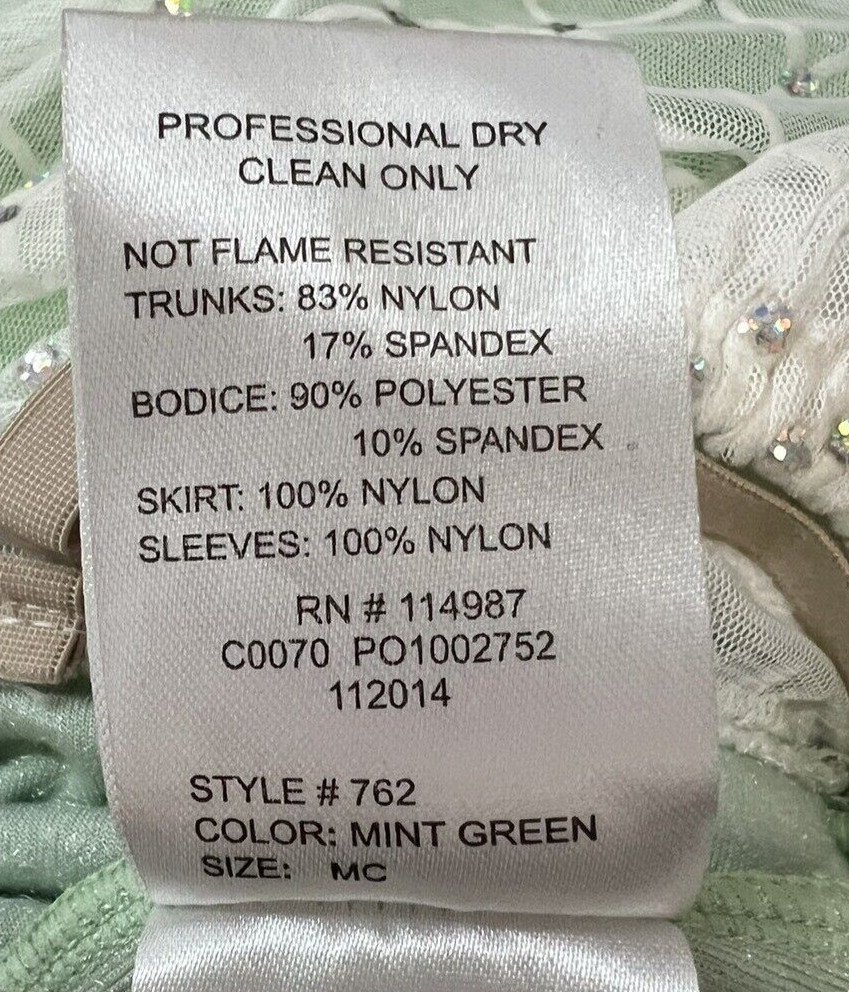 PROFESSIONAL DRY
CLEAN ONLY
NOT FLAME RESISTANT
TRUNKS: 83% NYLON
17% SPANDEX
BODICE: 90% POLYESTER
10% SPANDEX
SKIRT: 100% NYLON
SLEEVES: 100% NYLON
RN # 114987
C0070 PO1002752
112014
STYLE # 762
COLOR: MINT GREEN
SIZE: MC